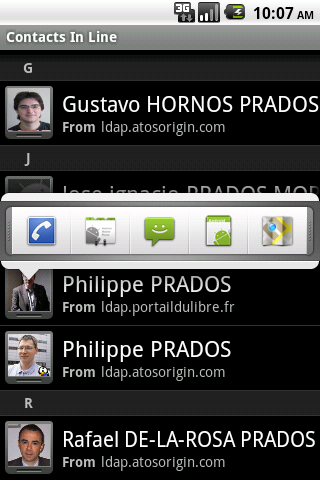 3G
10:07 AM
Contacts In Line
G
Gustavo HORNOS PRADOS
From ldap.atosorigin.com
J
Jose ignacio PRADOS
Philippe PRADOS
From ldap.portaildulibre.fr
Philippe PRADOS
From ldap.atosorigin.com
R
Rafael DE-LA-ROSA PRADOS
From ldap.atosorigin.com